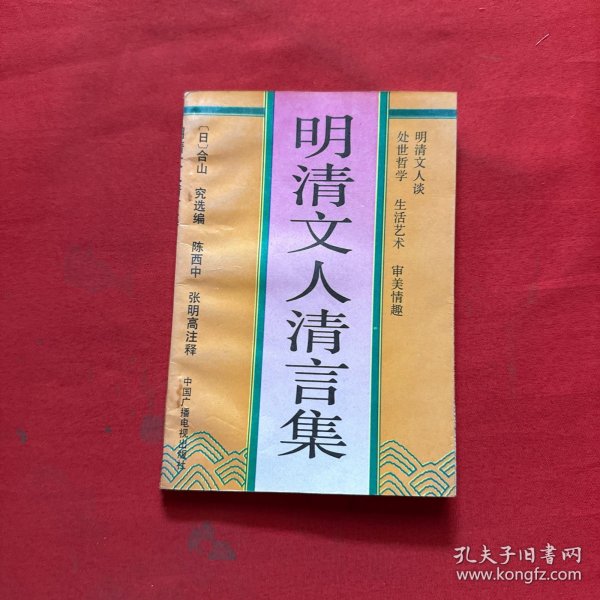 明清文人谈
处世哲学 生活艺术 审美情趣
明清文人清言集
〔日〕合山 究选编 陈西中 张明高注释
中国广播电视出版社
孔夫子旧书网
www.kongfz.com